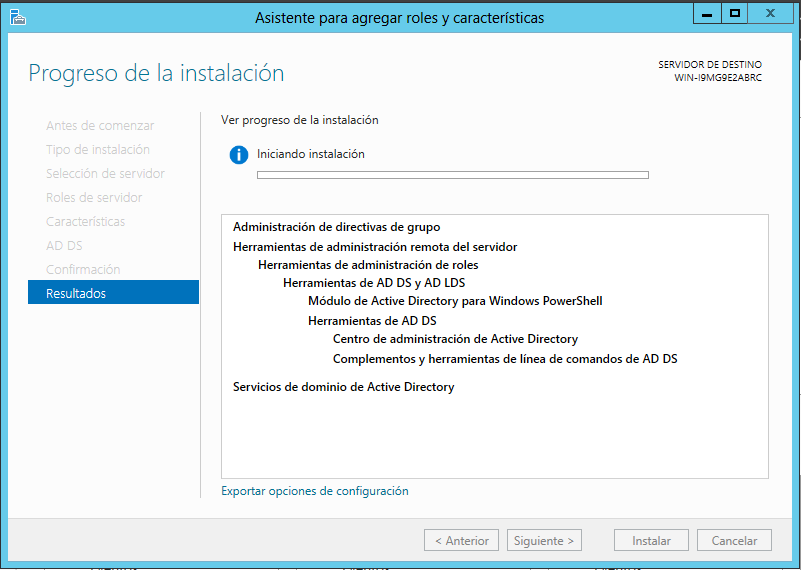 Asistente para agregar roles y características
Progreso de la instalación
SERVIDOR DE DESTINO
WIN-I9MG9E2ABRC
Antes de comenzar
Tipo de instalación
Selección de servidor
Roles de servidor
Características
AD DS
Confirmación
Resultados
Ver progreso de la instalación
Iniciando instalación
Administración de directivas de grupo
Herramientas de administración remota del servidor
Herramientas de administración de roles
Herramientas de AD DS y AD LDS
Módulo de Active Directory para Windows PowerShell
Herramientas de AD DS
Centro de administración de Active Directory
Complementos y herramientas de línea de comandos de AD DS
Servicios de dominio de Active Directory
Exportar opciones de configuración
< Anterior
Siguiente >
Instalar
Cancelar